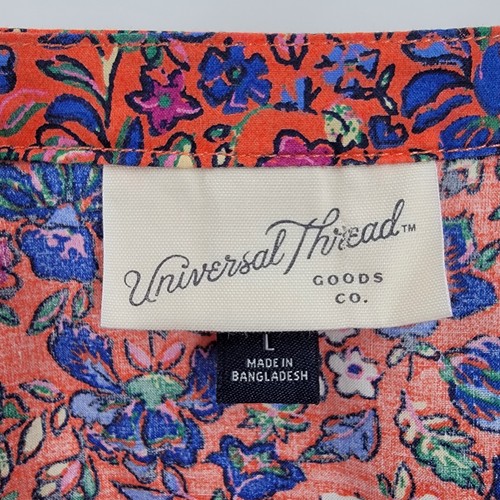 Universal Thread™
GOODS
CO.
L
MADE IN
BANGLADESH